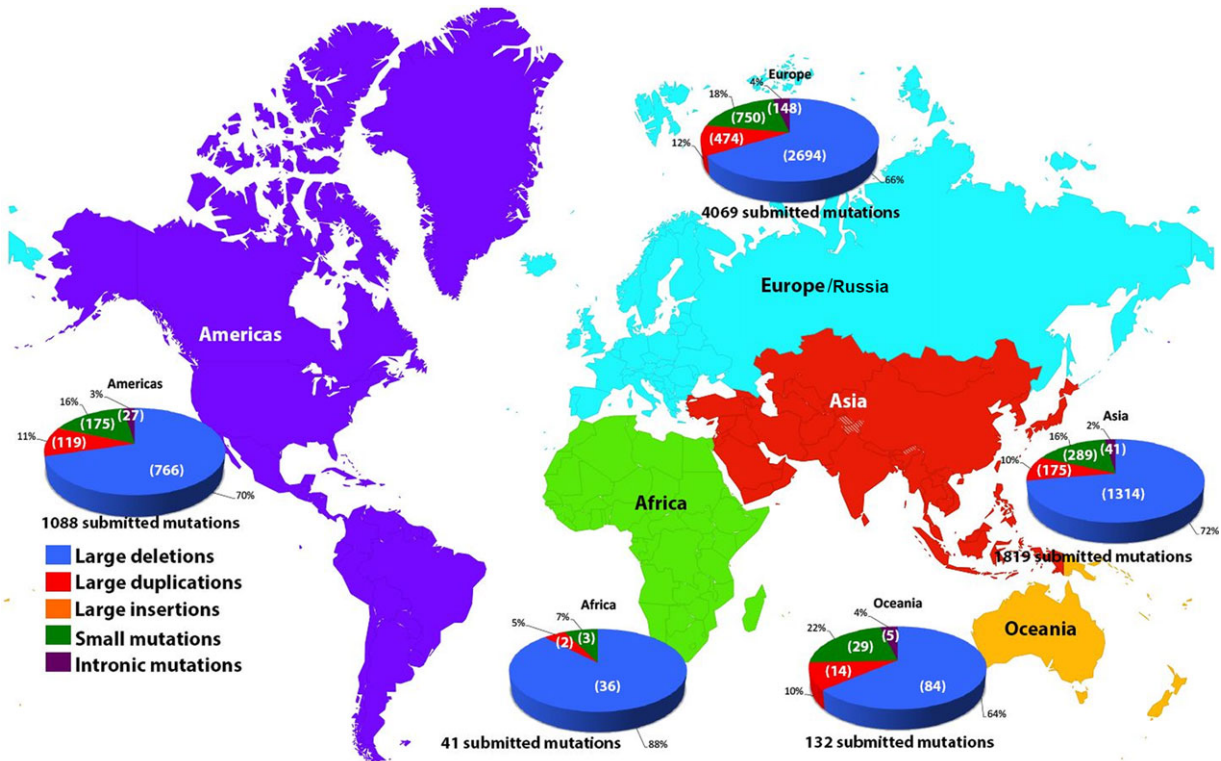 Europe
4%
18%
(148)
(750)
(474)
12%
(2694)
66%
4069 submitted mutations
Europe/Russia
Americas
Asia
Africa
Oceania
Americas
3%
16%
(27)
(175)
(119)
11%
(766)
70%
1088 submitted mutations
Asia
2%
16%
(41)
(289)
10%
(175)
(1314)
72%
1819 submitted mutations
Large deletions
Large duplications
Large insertions
Small mutations
Intronic mutations
Africa
7%
5%
(3)
(2)
(36)
88%
41 submitted mutations
Oceania
4%
22%
(5)
(29)
(14)
10%
(84)
64%
132 submitted mutations